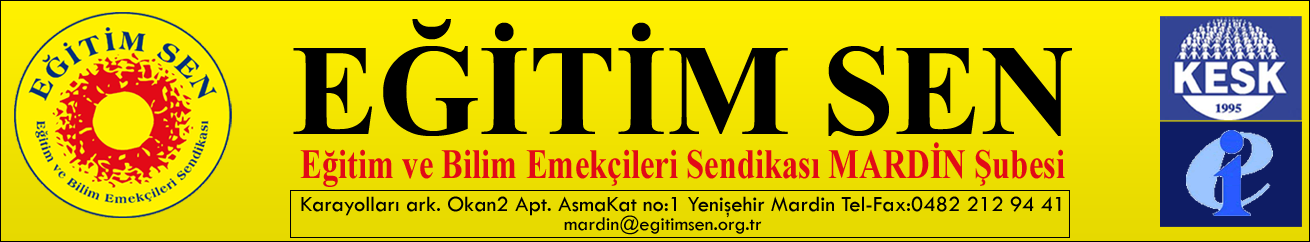 EĞİTİM SEN
Eğitim ve Bilim Emekçileri Sendikası
EĞİTİM SEN
Eğitim ve Bilim Emekçileri Sendikası MARDİN Şubesi
Karayolları ark. Okan2 Apt. AsmaKat no:1 Yenişehir Mardin Tel-Fax:0482 212 94 41
mardin@egitimsen.org.tr
KESK
1995
ei